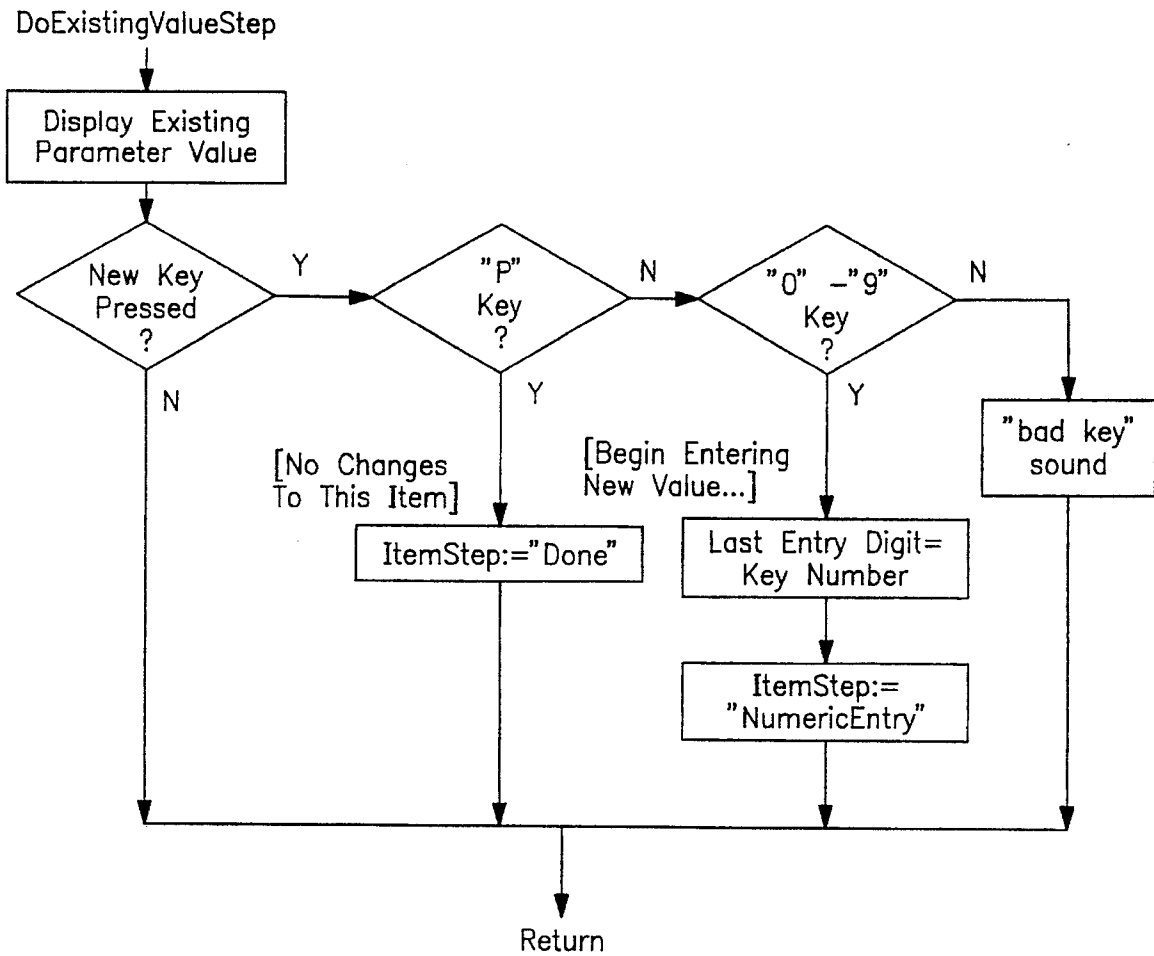 DoExistingValueStep
Display Existing
Parameter Value
New Key
Pressed
?
Y
N
"P"
Key
?
N
Y
"0" -"9"
Key
?
N
Y
"bad key"
sound
[No Changes
To This Item]
ItemStep:="Done"
[Begin Entering
New Value...]
Last Entry Digit=
Key Number
ItemStep:=
"NumericEntry"
Return